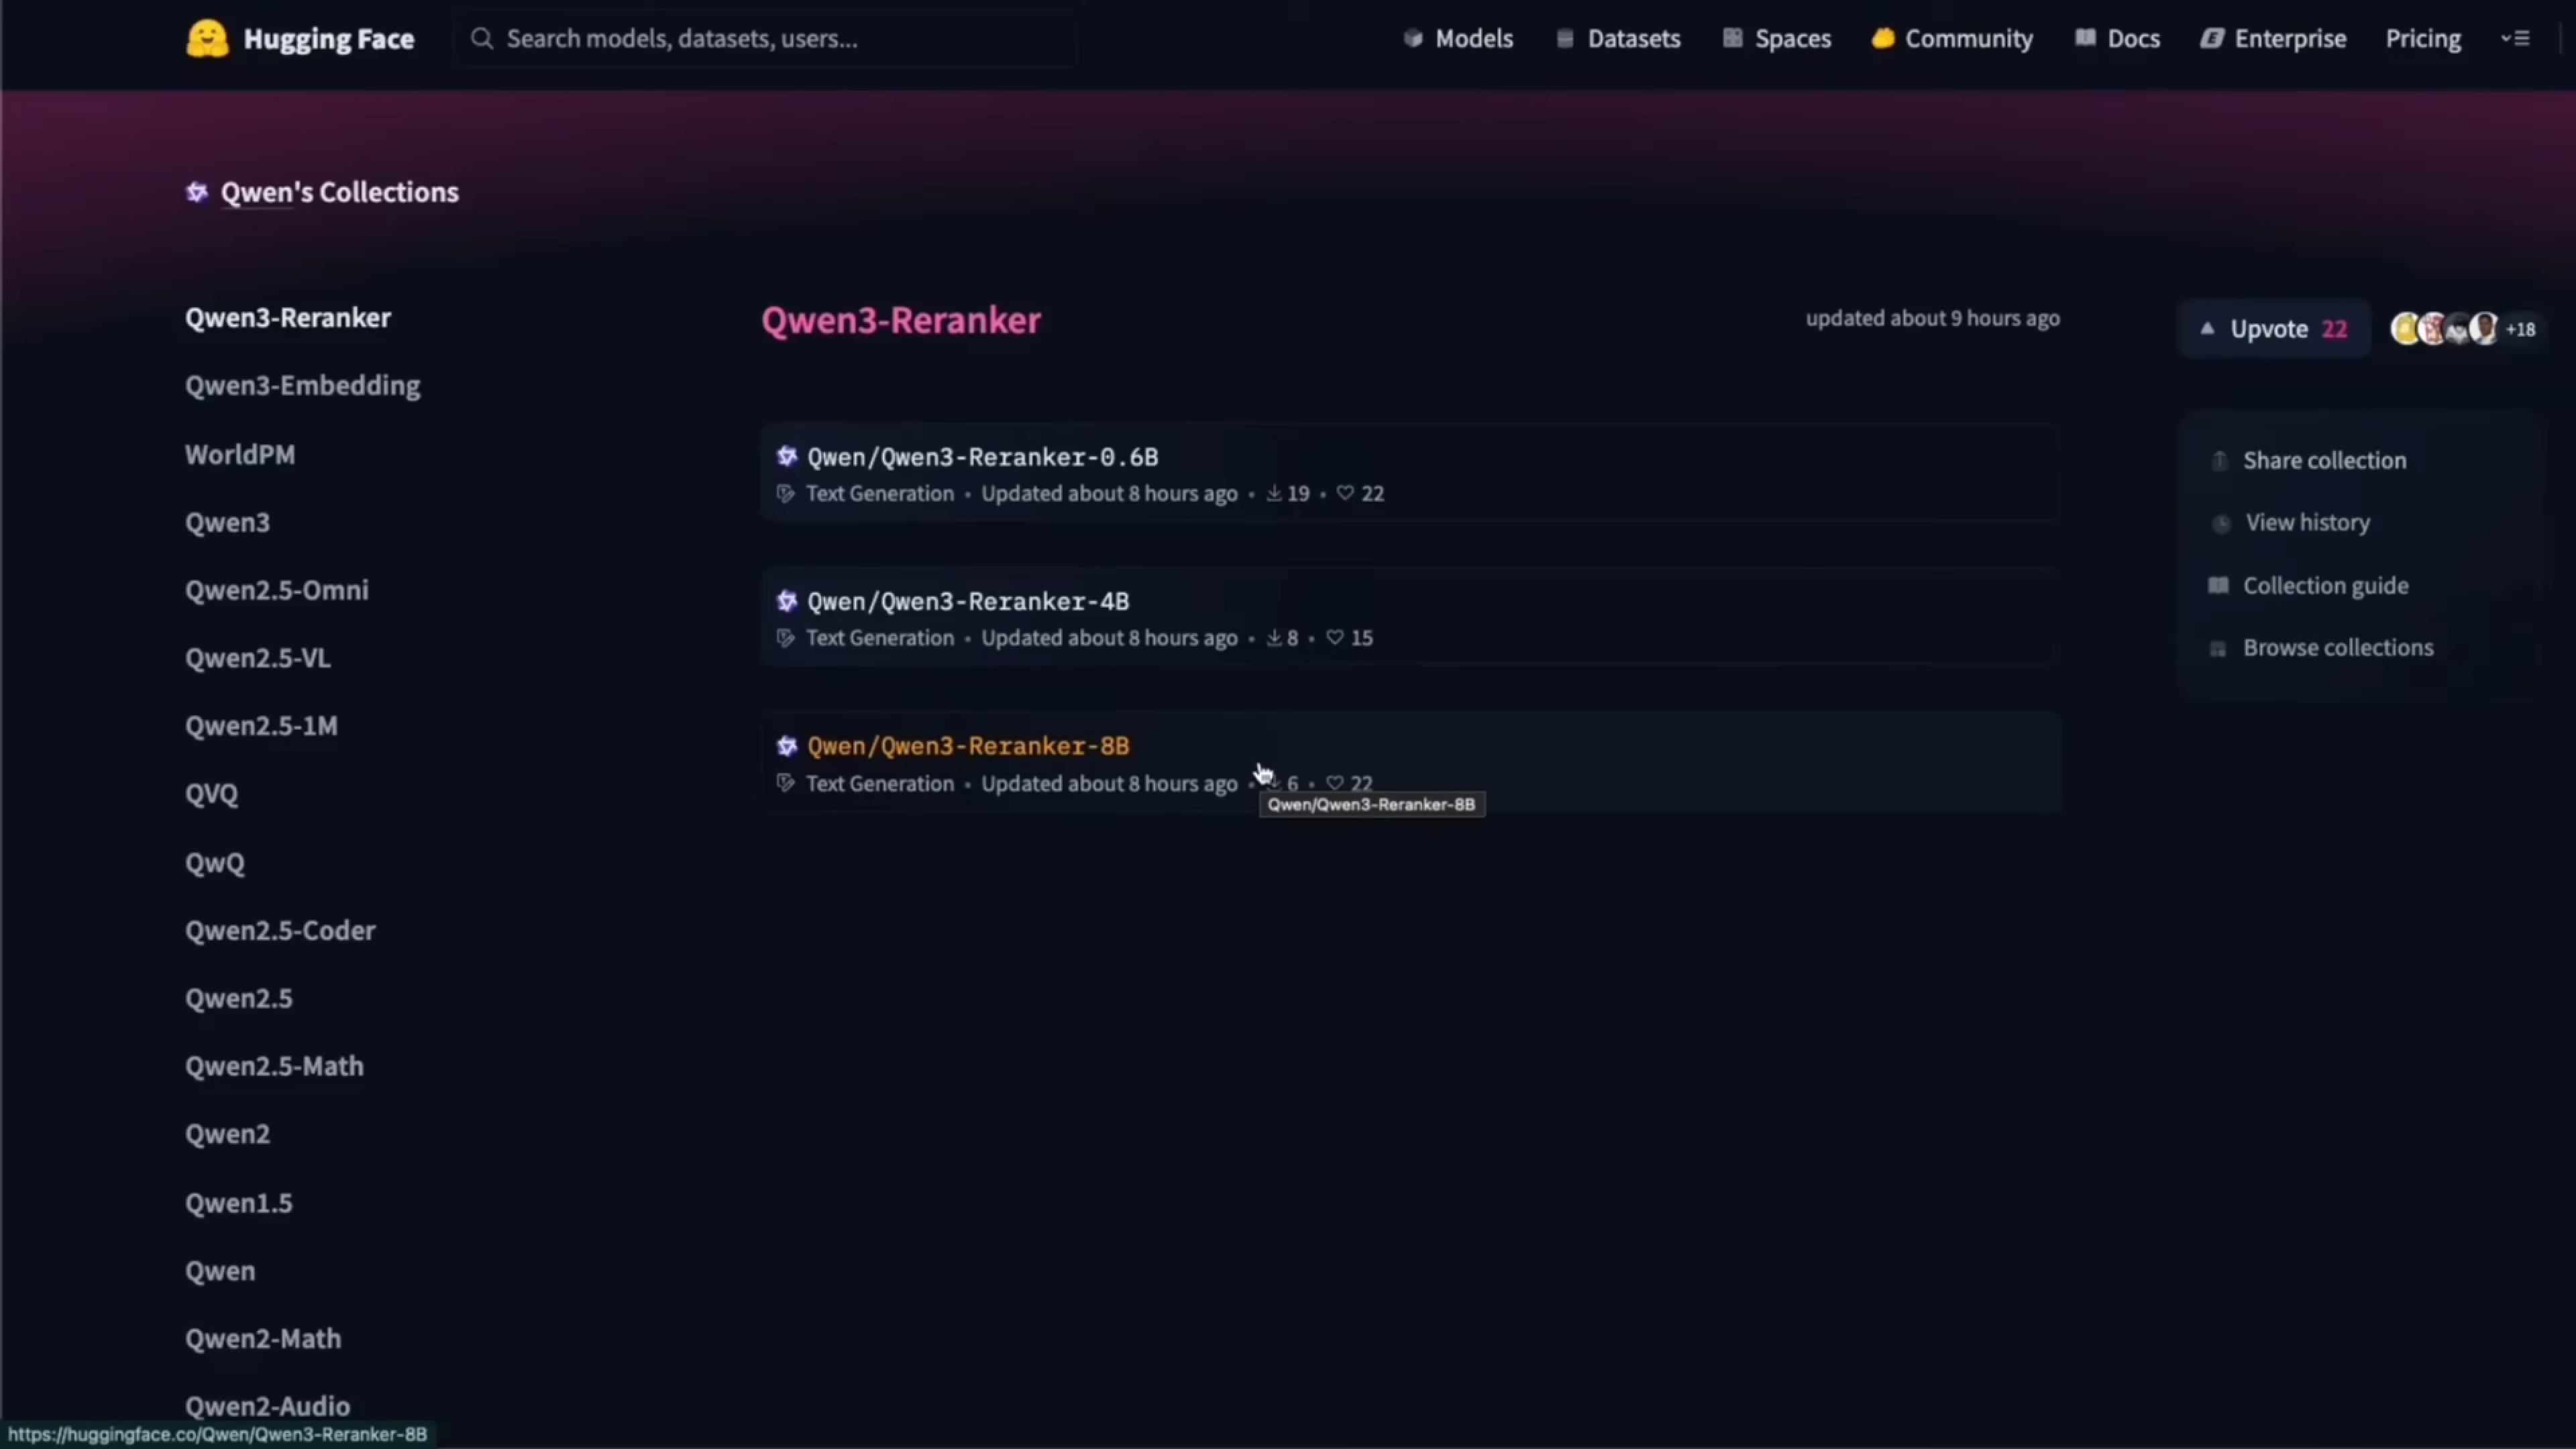 Hugging Face
Search models, datasets, users...
Models
Datasets
Spaces
Community
Docs
Enterprise
Pricing
Qwen's Collections
Qwen3-Reranker
Qwen3-Embedding
WorldPM
Qwen3
Qwen2.5-Omni
Qwen2.5-VL
Qwen2.5-1M
QVQ
QwQ
Qwen2.5-Coder
Qwen2.5
Qwen2.5-Math
Qwen2
Qwen1.5
Qwen
Qwen2-Math
Qwen2-Audio
Qwen3-Reranker
updated about 9 hours ago
Qwen/Qwen3-Reranker-0.6B
Text Generation • Updated about 8 hours ago • 19 • 22
Qwen/Qwen3-Reranker-4B
Text Generation • Updated about 8 hours ago • 8 • 15
Qwen/Qwen3-Reranker-8B
Text Generation • Updated about 8 hours ago • 6 • 22
Qwen/Qwen3-Reranker-8B
Upvote 22
+18
Share collection
View history
Collection guide
Browse collections
https://huggingface.co/Qwen/Qwen3-Reranker-8B